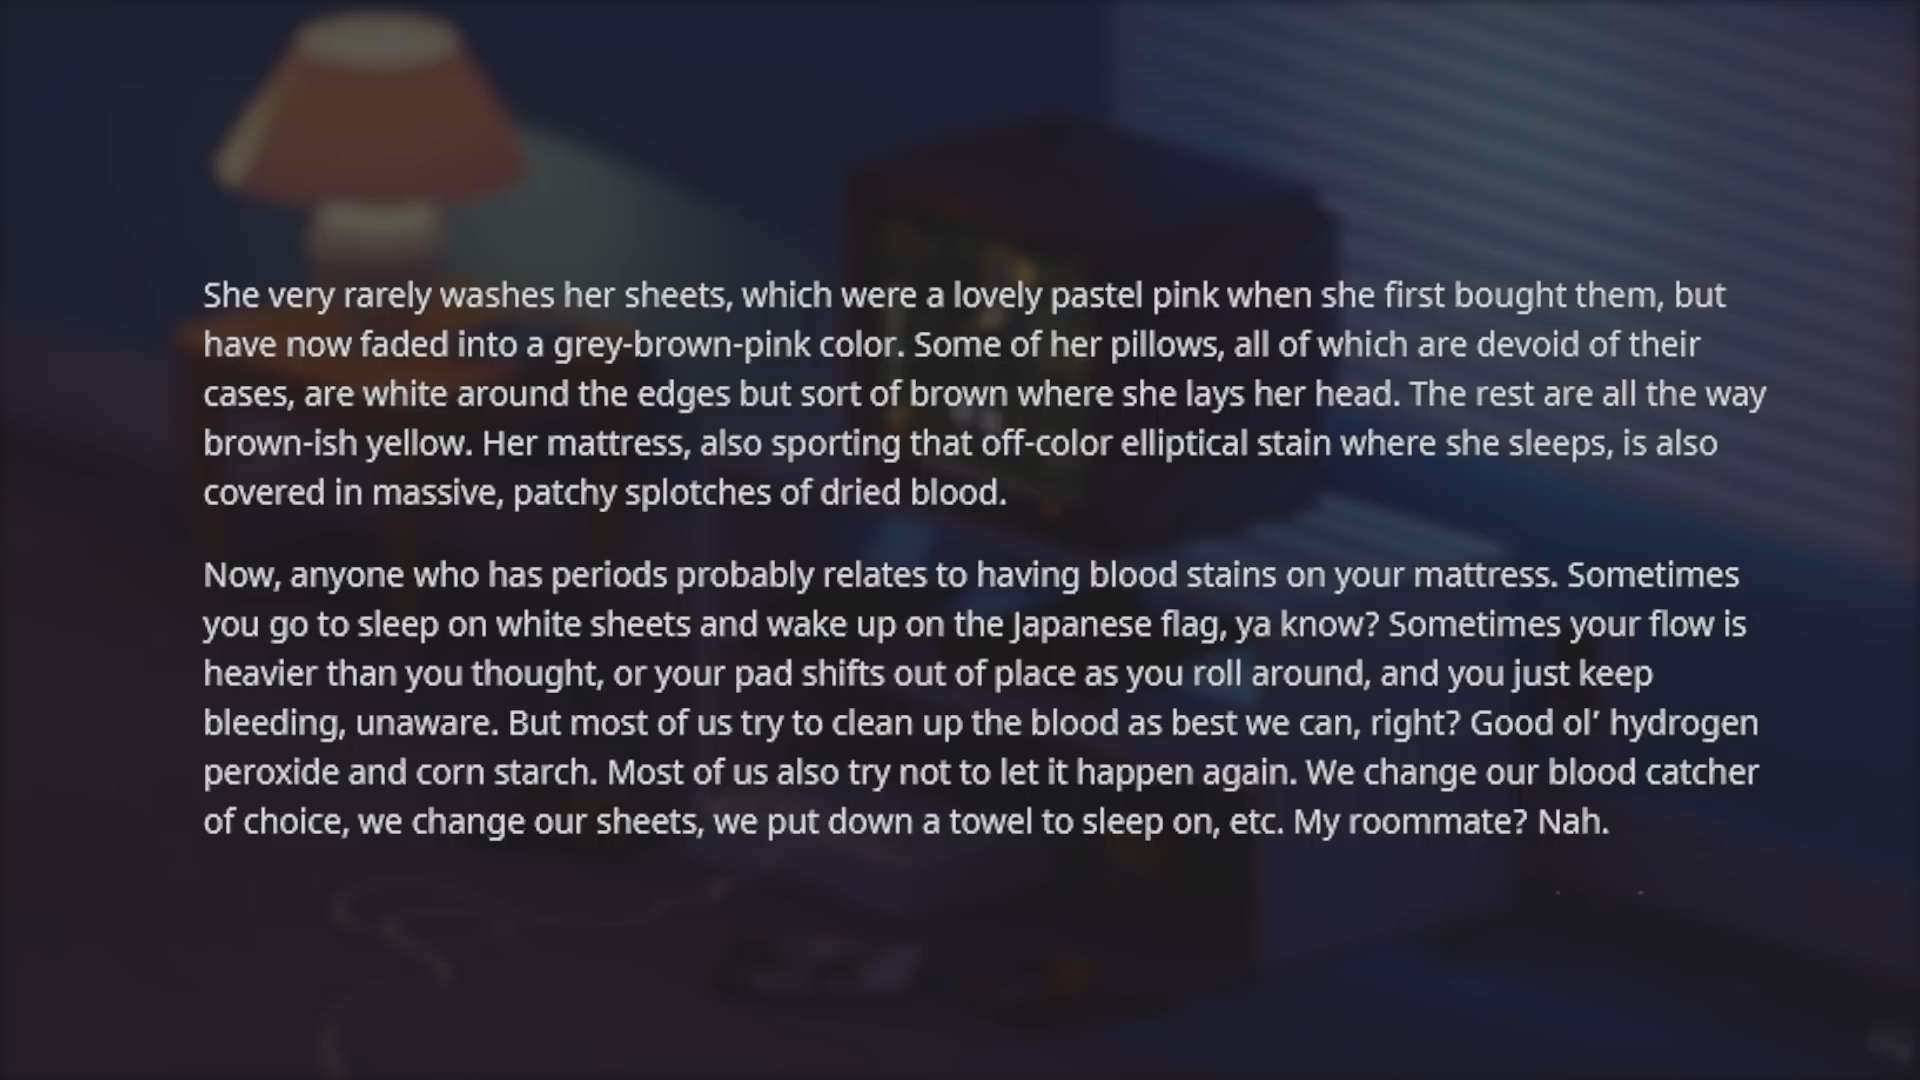 She very rarely washes her sheets, which were a lovely pastel pink when she first bought them, but
have now faded into a grey-brown-pink color. Some of her pillows, all of which are devoid of their
cases, are white around the edges but sort of brown where she lays her head. The rest are all the way
brown-ish yellow. Her mattress, also sporting that off-color elliptical stain where she sleeps, is also
covered in massive, patchy splotches of dried blood.
Now, anyone who has periods probably relates to having blood stains on your mattress. Sometimes
you go to sleep on white sheets and wake up on the Japanese flag, ya know? Sometimes your flow is
heavier than you thought, or your pad shifts out of place as you roll around, and you just keep
bleeding, unaware. But most of us try to clean up the blood as best we can, right? Good ol’ hydrogen
peroxide and corn starch. Most of us also try not to let it happen again. We change our blood catcher
of choice, we change our sheets, we put down a towel to sleep on, etc. My roommate? Nah.